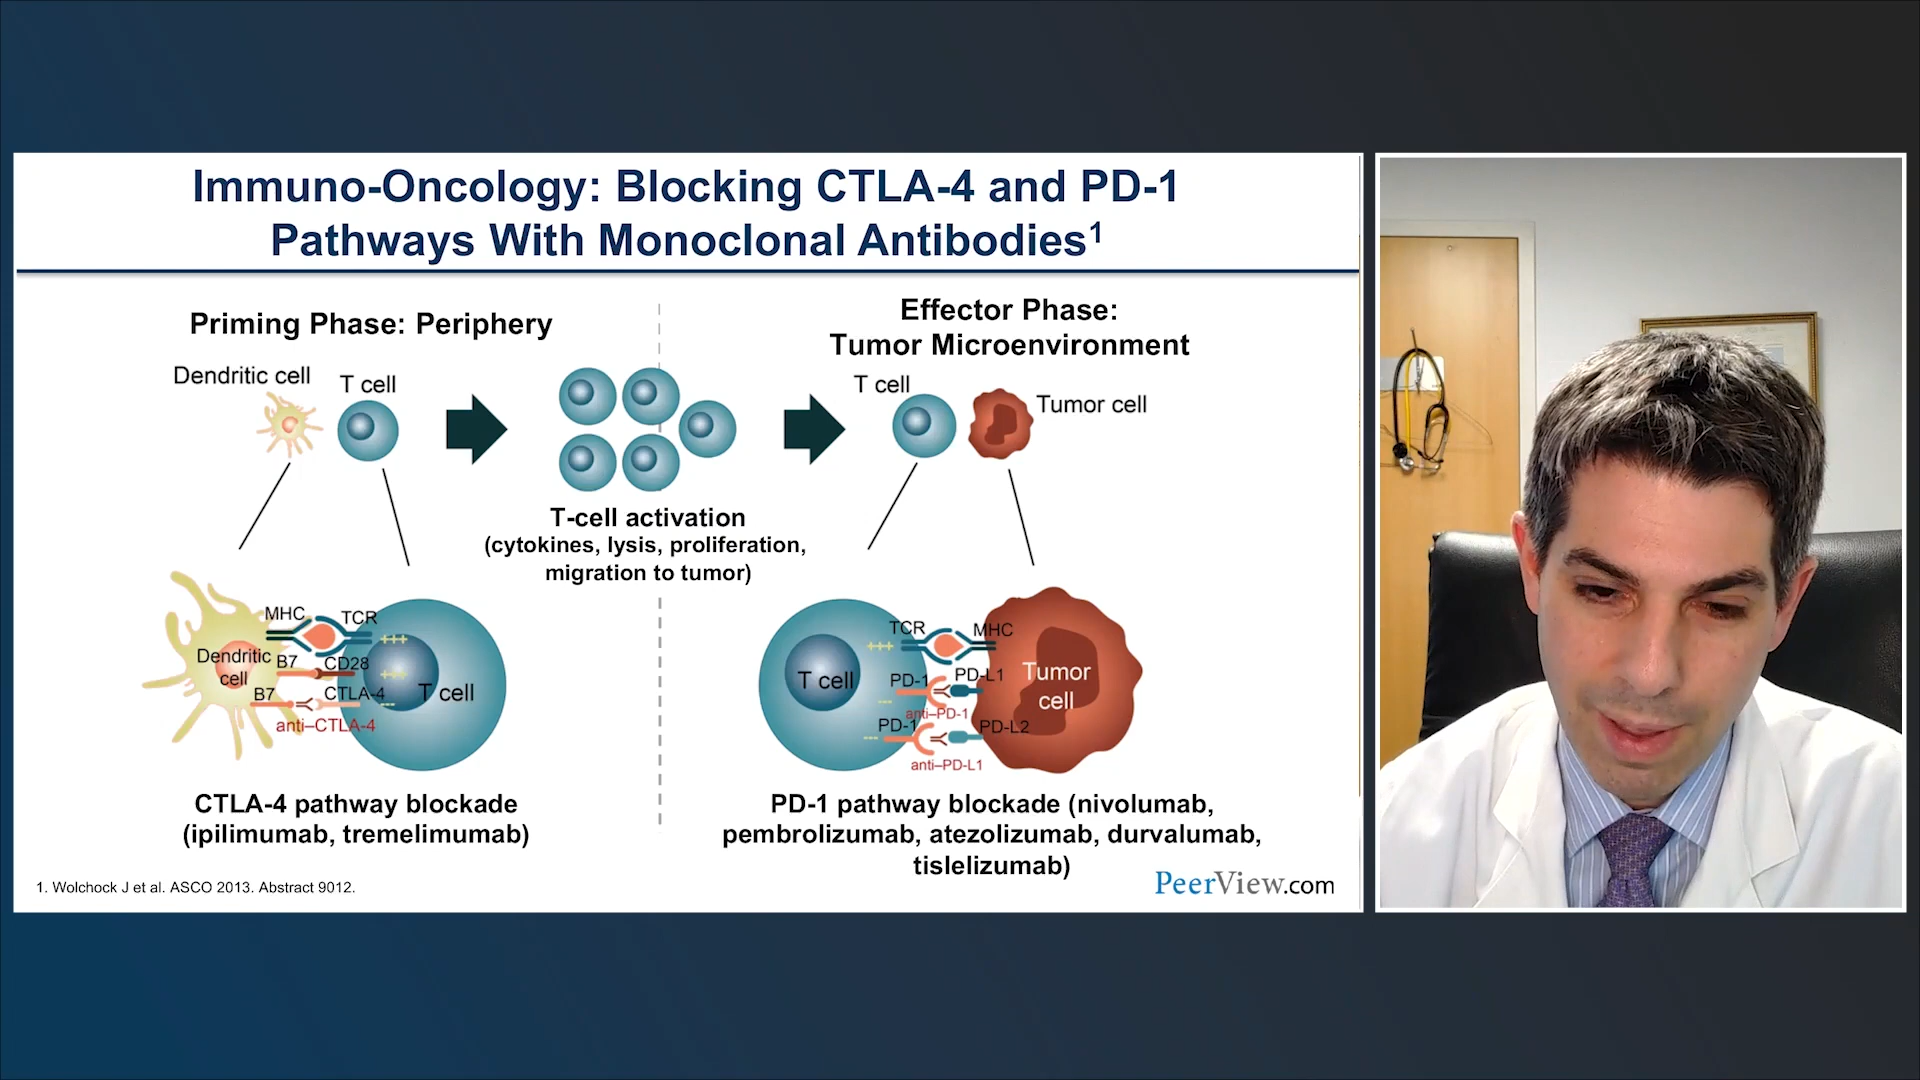 Immuno-Oncology: Blocking CTLA-4 and PD-1
Pathways With Monoclonal Antibodies¹
Priming Phase: Periphery
Dendritic cell
T cell
T-cell activation
(cytokines, lysis, proliferation,
migration to tumor)
Effector Phase:
Tumor Microenvironment
T cell
Tumor cell
MHC
TCR
Dendritic
cell
B7
CD28
B7
CTLA-4
T cell
anti–CTLA-4
CTLA-4 pathway blockade
(ipilimumab, tremelimumab)
TCR
MHC
T cell
PD-1
PD-L1
Tumor
cell
anti–PD-1
PD-1
PD-L2
anti–PD-L1
PD-1 pathway blockade (nivolumab,
pembrolizumab, atezolizumab, durvalumab,
tislelizumab)
1. Wolchock J et al. ASCO 2013. Abstract 9012.
PeerView.com